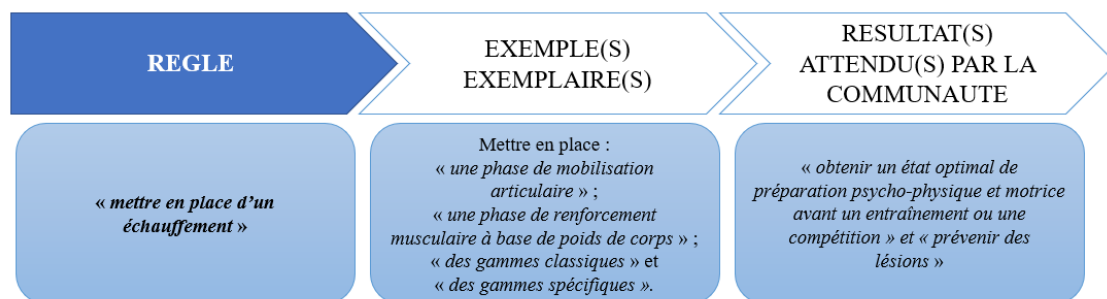 REGLE
EXEMPLE(S)
EXEMPLAIRE(S)
RESULTAT(S)
ATTENDU(S) PAR LA
COMMUNAUTE
« mettre en place d’un
échauffement »
Mettre en place :
« une phase de mobilisation
articulaire » ;
« une phase de renforcement
musculaire à base de poids de corps » ;
« des gammes classiques » et
« des gammes spécifiques ».
« obtenir un état optimal de
préparation psycho-physique et motrice
avant un entraînement ou une
compétition » et « prévenir des
lésions »